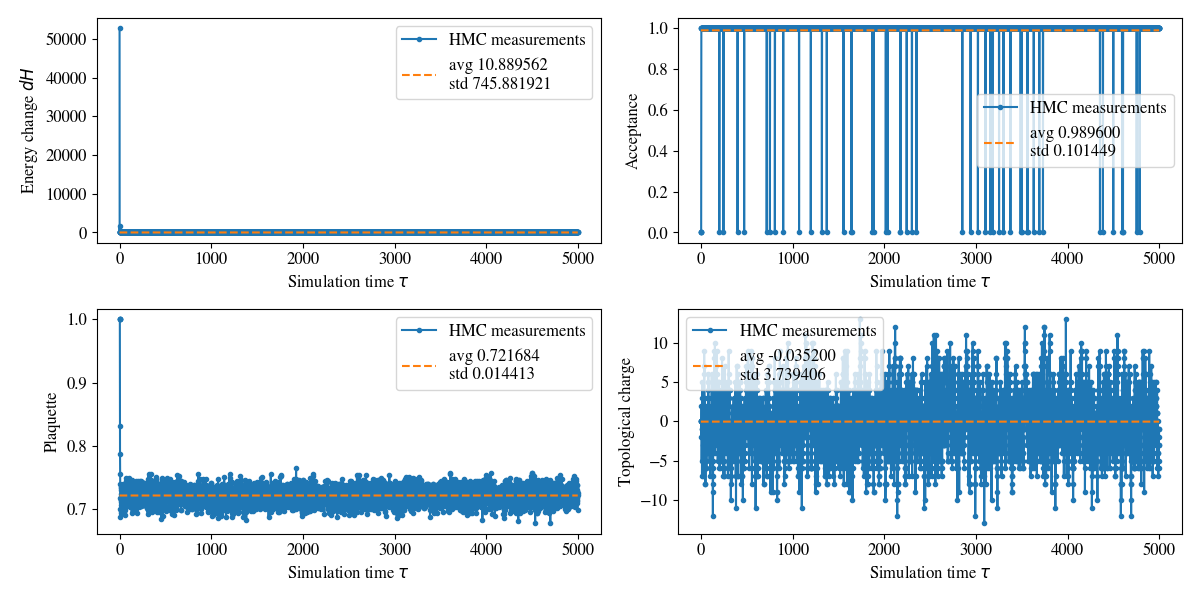 Energy change dH
50000
40000
30000
20000
10000
0
HMC measurements
avg 10.889562
std 745.881921
0
1000
2000
3000
4000
5000
Simulation time τ
Acceptance
1.0
0.8
0.6
0.4
0.2
0.0
HMC measurements
avg 0.989600
std 0.101449
0
1000
2000
3000
4000
5000
Simulation time τ
Plaquette
1.0
0.9
0.8
0.7
HMC measurements
avg 0.721684
std 0.014413
0
1000
2000
3000
4000
5000
Simulation time τ
Topological charge
10
5
0
−5
−10
HMC measurements
avg -0.035200
std 3.739406
0
1000
2000
3000
4000
5000
Simulation time τ